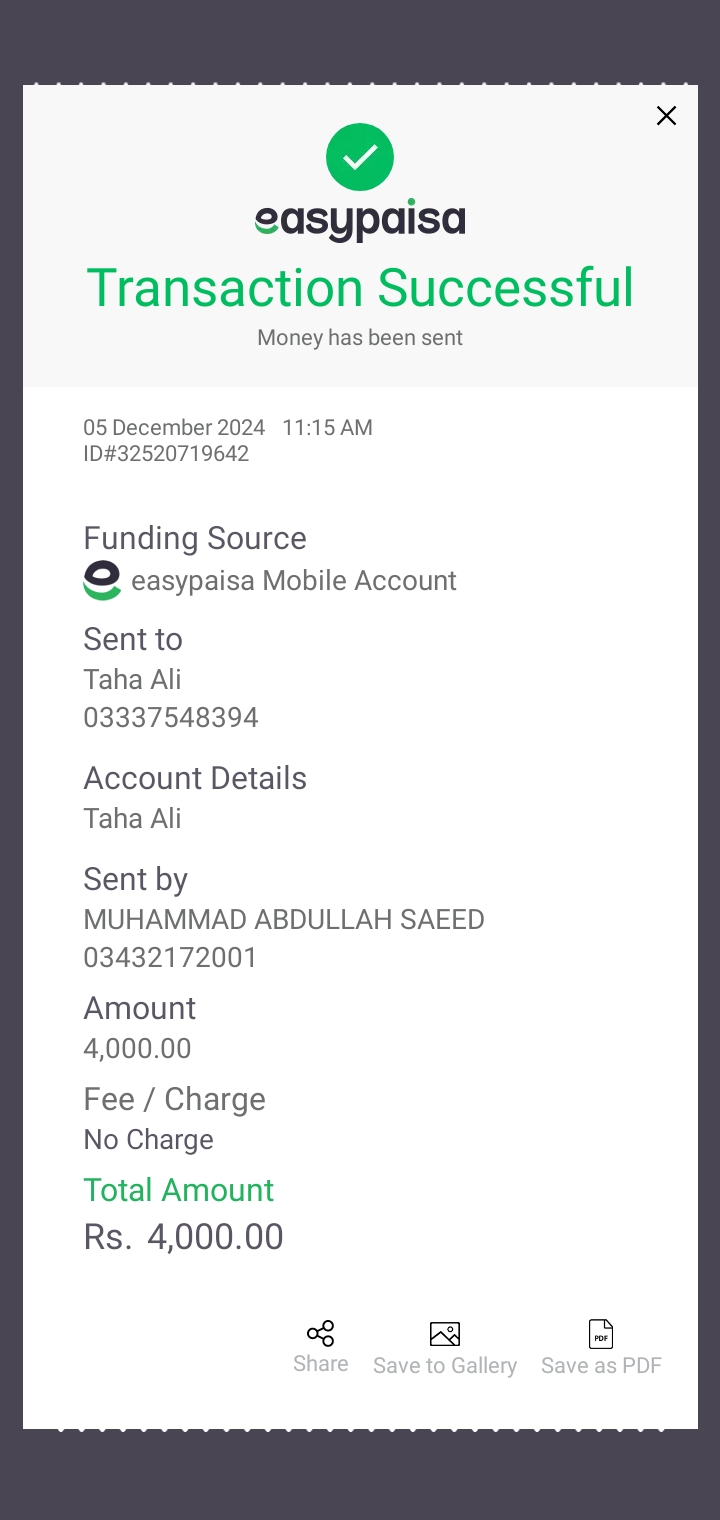 easypaisa
Transaction Successful
Money has been sent
05 December 2024 11:15 AM
ID#32520719642
Funding Source
easypaisa Mobile Account
Sent to
Taha Ali
03337548394
Account Details
Taha Ali
Sent by
MUHAMMAD ABDULLAH SAEED
03432172001
Amount
4,000.00
Fee / Charge
No Charge
Total Amount
Rs. 4,000.00
PDF
Share Save to Gallery Save as PDF